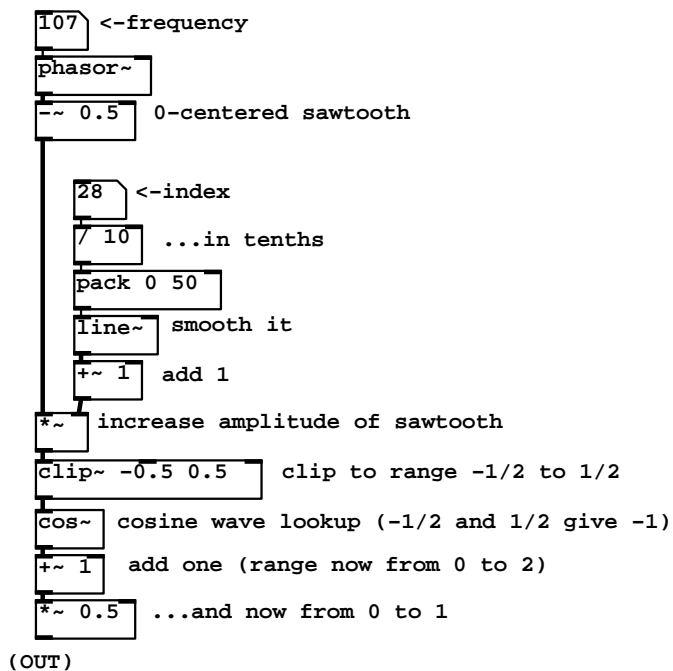 107 <-frequency
phasor~
-~ 0.5 0-centered sawtooth
28 <-index
/ 10 ...in tenths
pack 0 50
line~ smooth it
+~ 1 add 1
*~ increase amplitude of sawtooth
clip~ -0.5 0.5 clip to range -1/2 to 1/2
cos~ cosine wave lookup (-1/2 and 1/2 give -1)
+~ 1 add one (range now from 0 to 2)
*~ 0.5 ...and now from 0 to 1
(OUT)